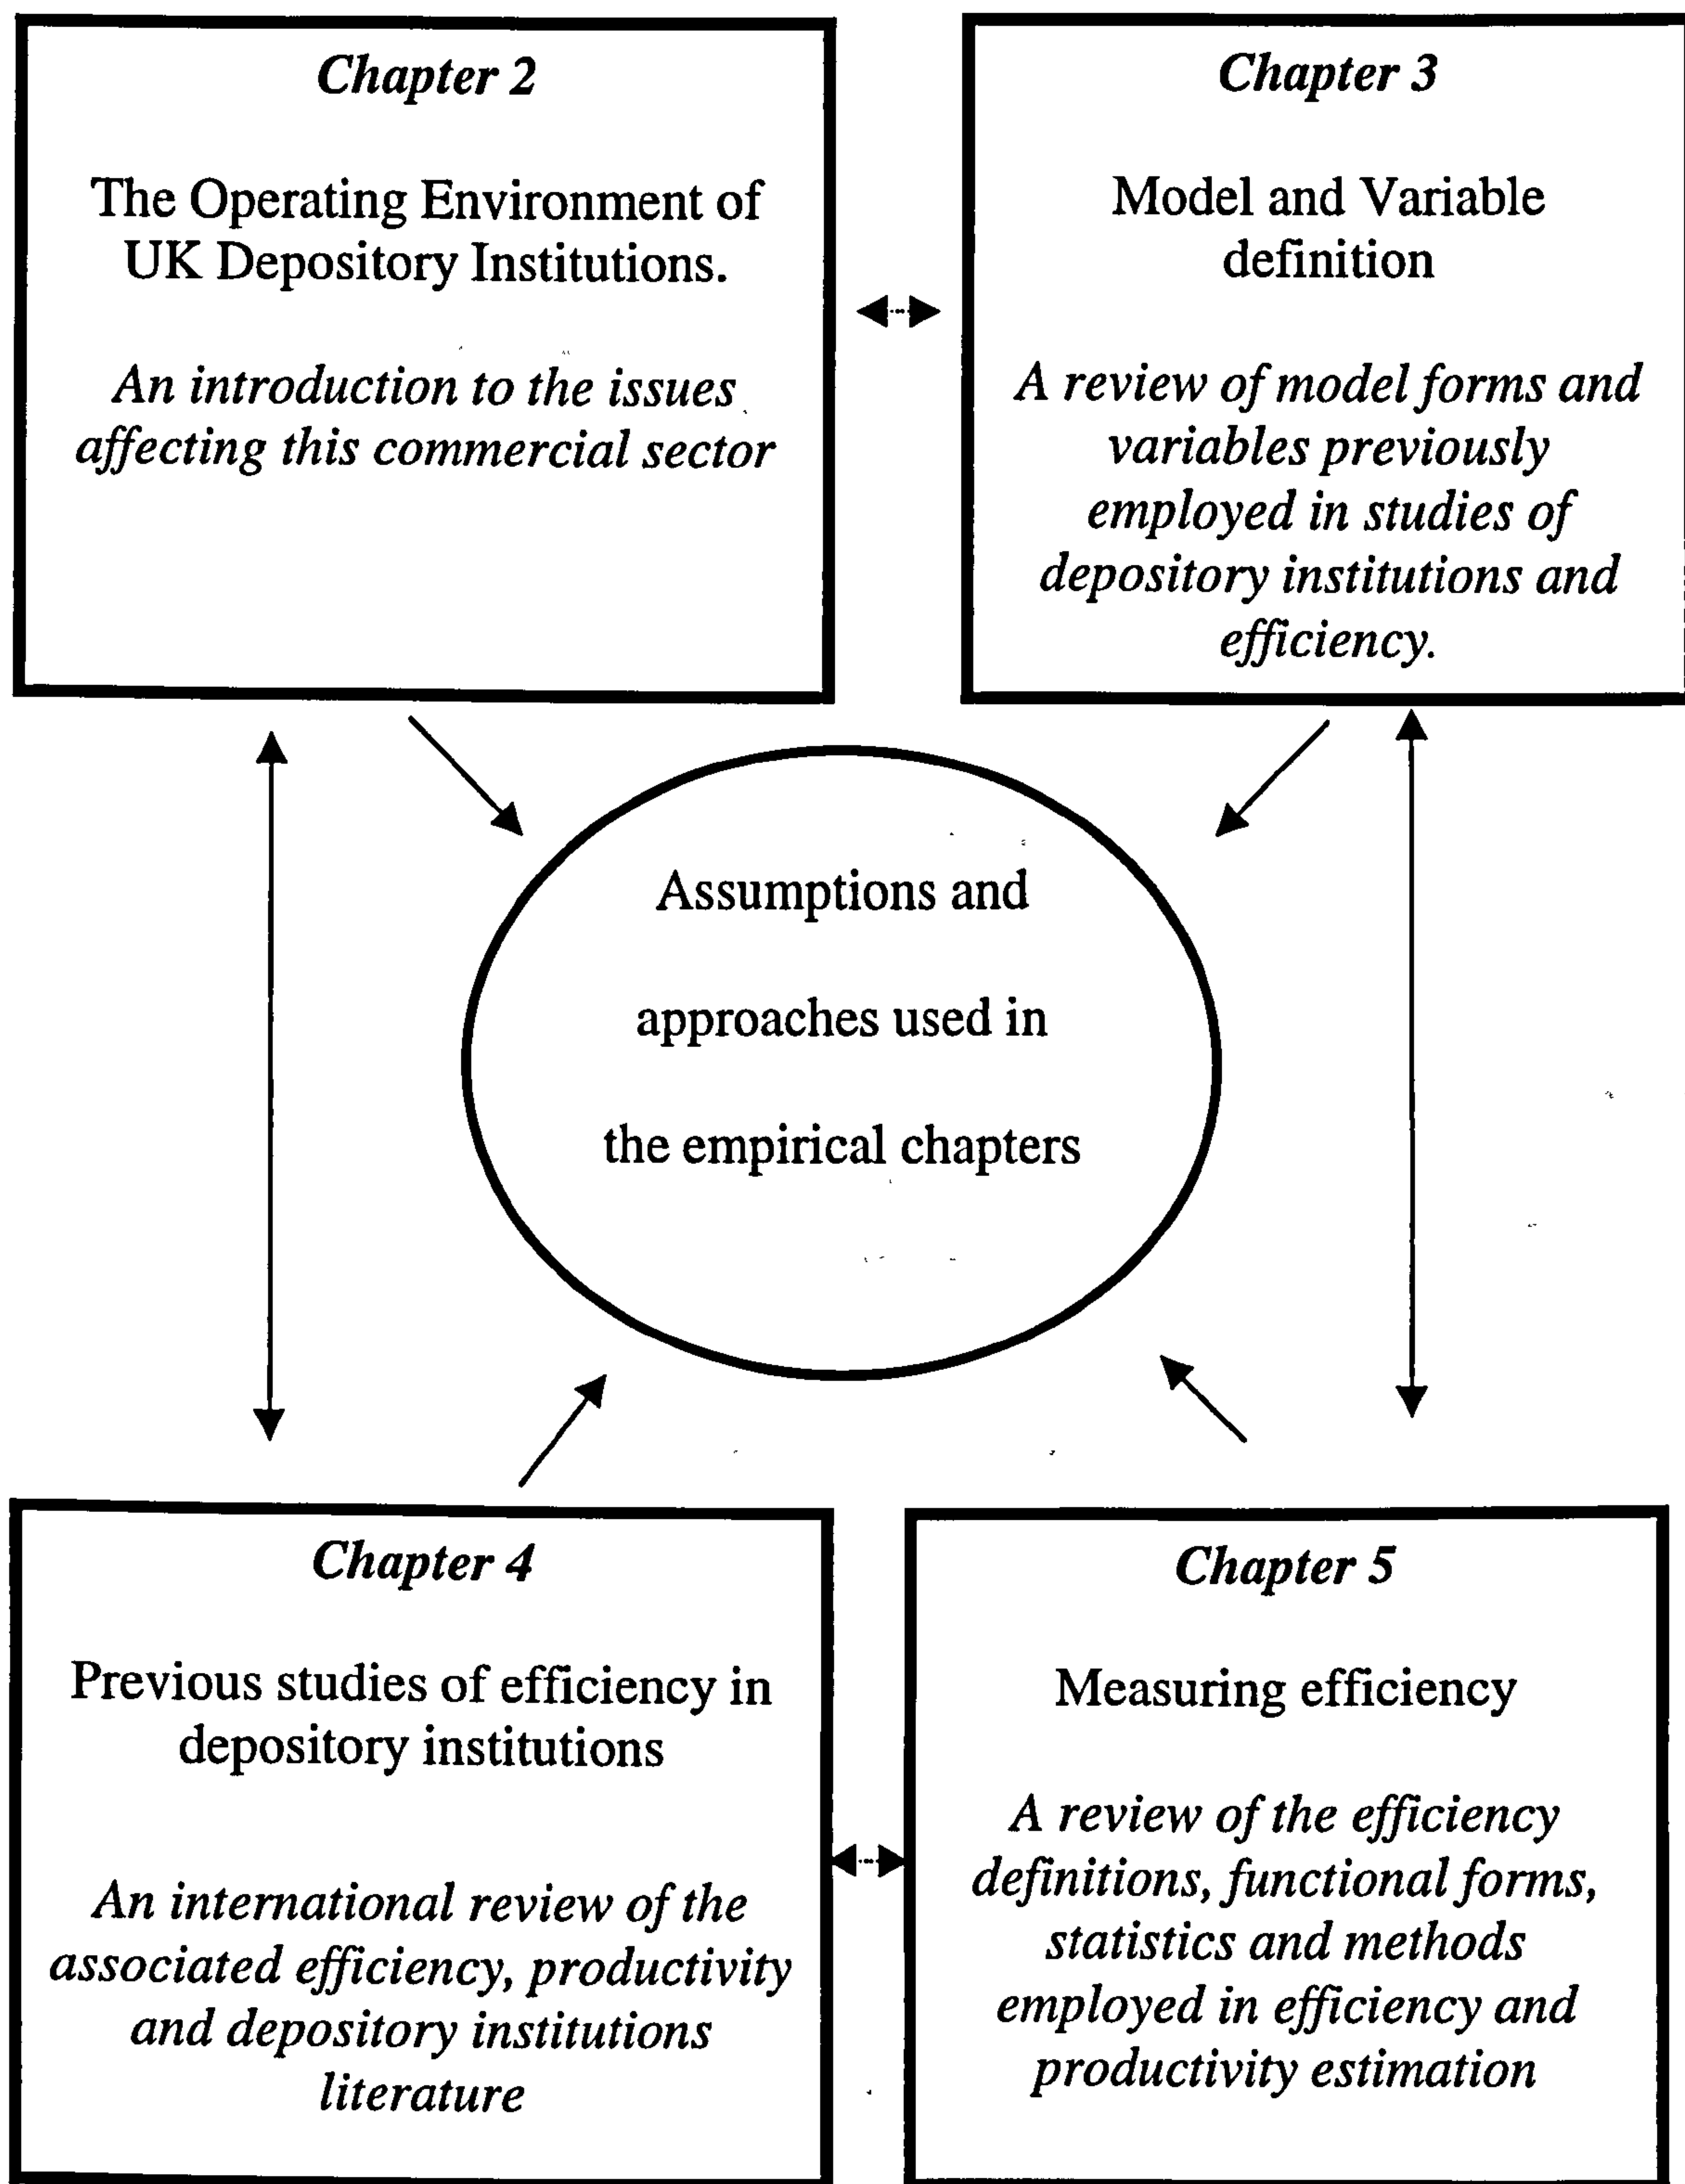 Chapter 2
The Operating Environment of
UK Depository Institutions.
An introduction to the issues
affecting this commercial sector
Chapter 3
Model and Variable
definition
A review of model forms and
variables previously
employed in studies of
depository institutions and
efficiency.
Assumptions and
approaches used in
the empirical chapters
Chapter 4
Previous studies of efficiency in
depository institutions
An international review of the
associated efficiency, productivity
and depository institutions
literature
Chapter 5
Measuring efficiency
A review of the efficiency
definitions, functional forms,
statistics and methods
employed in efficiency and
productivity estimation